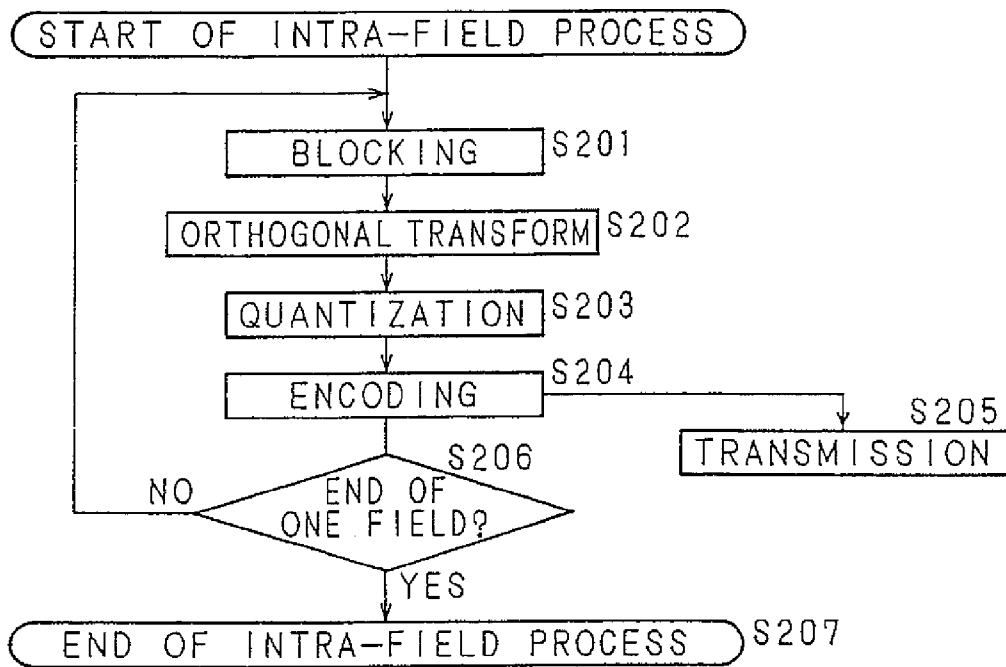 START OF INTRA-FIELD PROCESS
BLOCKING S201
ORTHOGONAL TRANSFORM S202
QUANTIZATION S203
ENCODING S204
TRANSMISSION S205
S206
NO
END OF
ONE FIELD?
YES
END OF INTRA-FIELD PROCESS S207